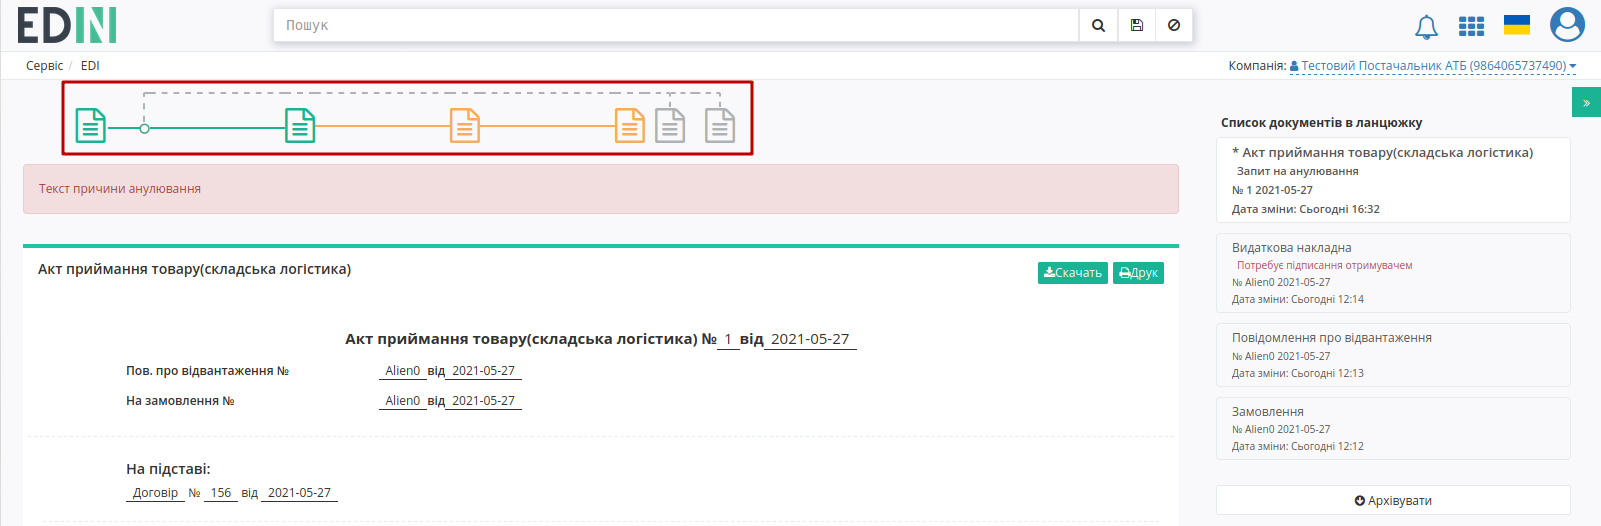 EDIN
Пошук
Сервіс / EDI
Компанія: Тестовий Постачальник АТБ (9864065737490)
»
Текст причини анулювання
Акт приймання товару(складська логістика)
Скачать Друк
Акт приймання товару(складська логістика) № 1 від 2021-05-27
Пов. про відвантаження № Alien0 від 2021-05-27
На замовлення № Alien0 від 2021-05-27
На підставі:
Договір № 156 від 2021-05-27
Список документів в ланцюжку
* Акт приймання товару(складська логістика)
Запит на анулювання
№ 1 2021-05-27
Дата зміни: Сьогодні 16:32
Видаткова накладна
Потребує підписання отримувачем
№ Alien0 2021-05-27
Дата зміни: Сьогодні 12:14
Повідомлення про відвантаження
№ Alien0 2021-05-27
Дата зміни: Сьогодні 12:13
Замовлення
№ Alien0 2021-05-27
Дата зміни: Сьогодні 12:12
Архівувати